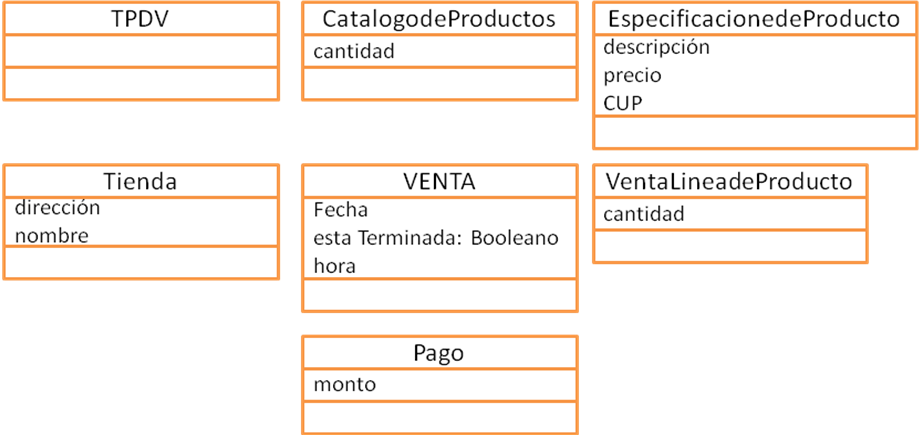 TPDV
CatalogodeProductos
cantidad
EspecificacionedeProducto
descripción
precio
CUP
Tienda
dirección
nombre
VENTA
Fecha
esta Terminada: Booleano
hora
VentaLineadeProducto
cantidad
Pago
monto